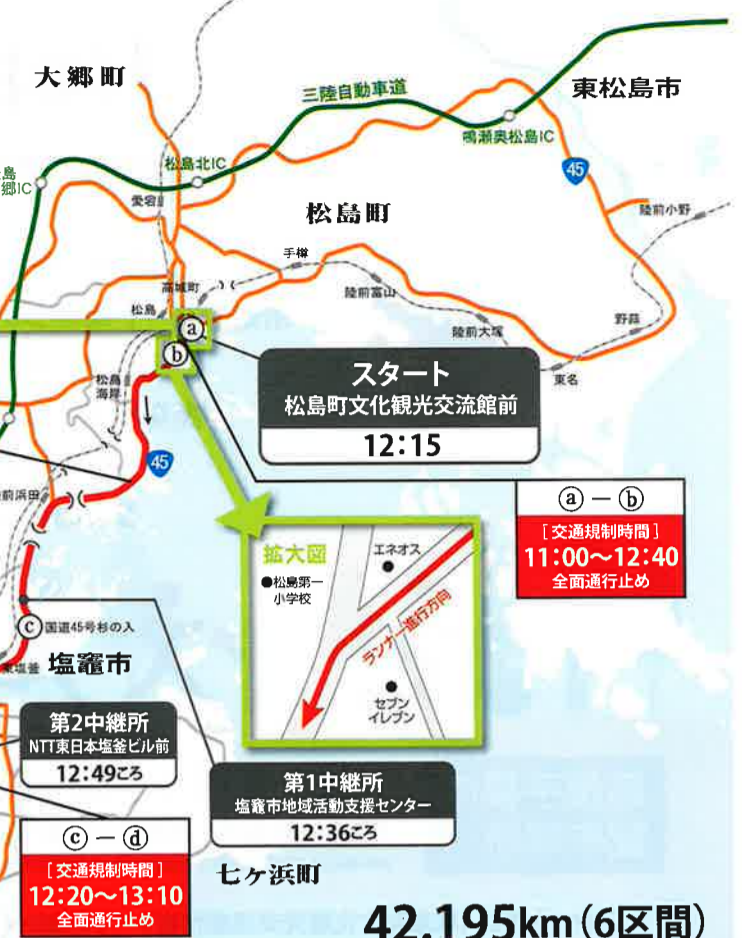 大郷町
三陸自動車道
東松島市
鳴瀬奥松島IC
島
郷IC
松島北IC
45
愛宕
松島町
陸前小野
手樽
高城町
陸前富山
松島
ⓐ
陸前大塚
野蒜
ⓑ
東名
スタート
松島町文化観光交流館前
12:15
松島
海岸
45
前浜田
ⓐ － ⓑ
[交通規制時間]
11:00～12:40
全面通行止め
拡大図
エネオス
●松島第一
小学校
ランナー進行方向
セブン
イレブン
ⓒ 国道45号杉の入
東塩釜
塩竈市
第2中継所
NTT東日本塩釜ビル前
12:49ころ
第1中継所
塩竈市地域活動支援センター
12:36ころ
ⓒ － ⓓ
[交通規制時間]
12:20～13:10
全面通行止め
七ヶ浜町
42.195km（6区間）